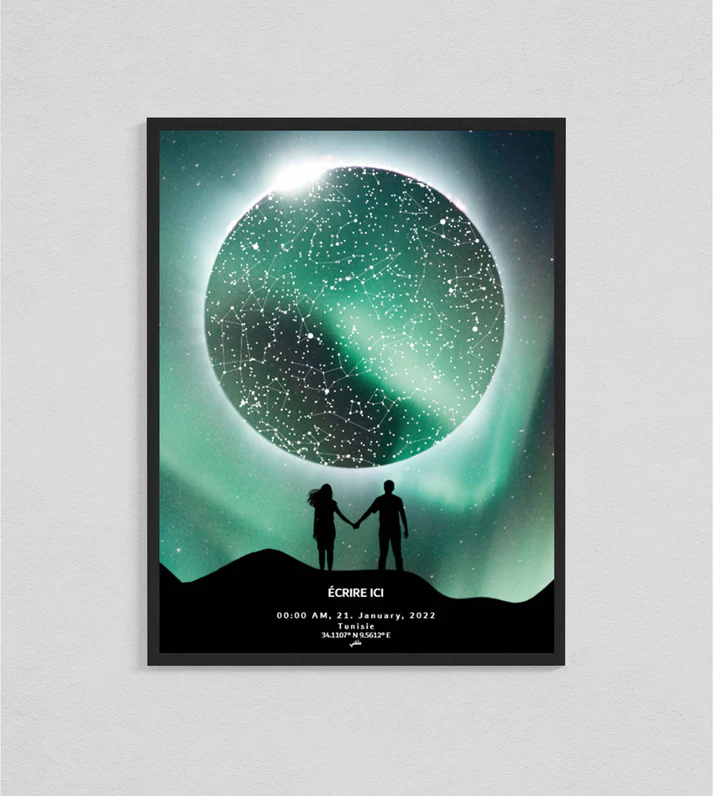 ÉCRIRE ICI
00:00 AM, 21. January, 2022
Tunisie
34.1107° N 9.5612° E